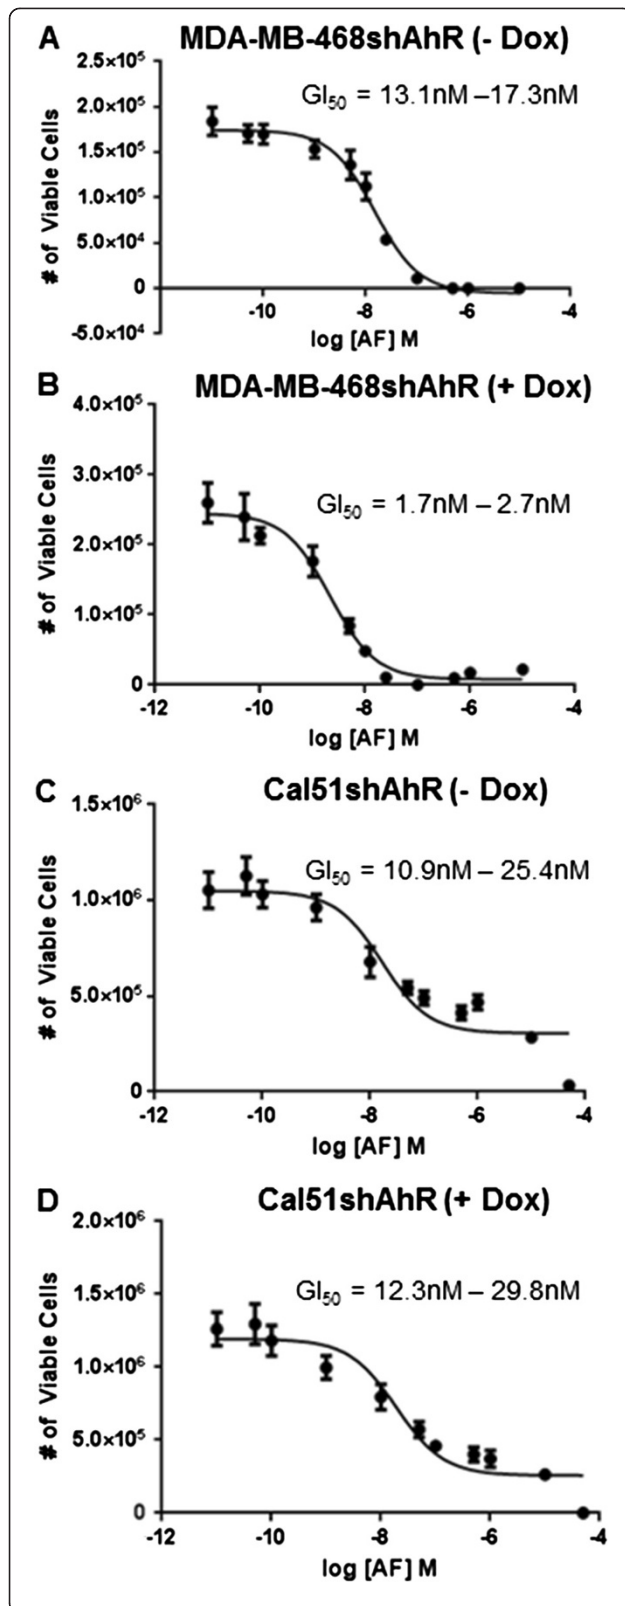 A MDA-MB-468shAhR (- Dox)
2.5×10⁵
2.0×10⁵
1.5×10⁵
1.0×10⁵
5.0×10⁴
0
-5.0×10⁴
# of Viable Cells
GI₅₀ = 13.1nM –17.3nM
-10 -8 -6 -4
log [AF] M
B MDA-MB-468shAhR (+ Dox)
4.0×10⁵
3.0×10⁵
2.0×10⁵
1.0×10⁵
0
# of Viable Cells
GI₅₀ = 1.7nM – 2.7nM
-12 -10 -8 -6 -4
log [AF] M
C Cal51shAhR (- Dox)
1.5×10⁶
1.0×10⁶
5.0×10⁵
0
# of Viable Cells
GI₅₀ = 10.9nM – 25.4nM
-12 -10 -8 -6 -4
log [AF] M
D Cal51shAhR (+ Dox)
2.0×10⁶
1.5×10⁶
1.0×10⁶
5.0×10⁵
0
# of Viable Cells
GI₅₀ = 12.3nM – 29.8nM
-12 -10 -8 -6 -4
log [AF] M